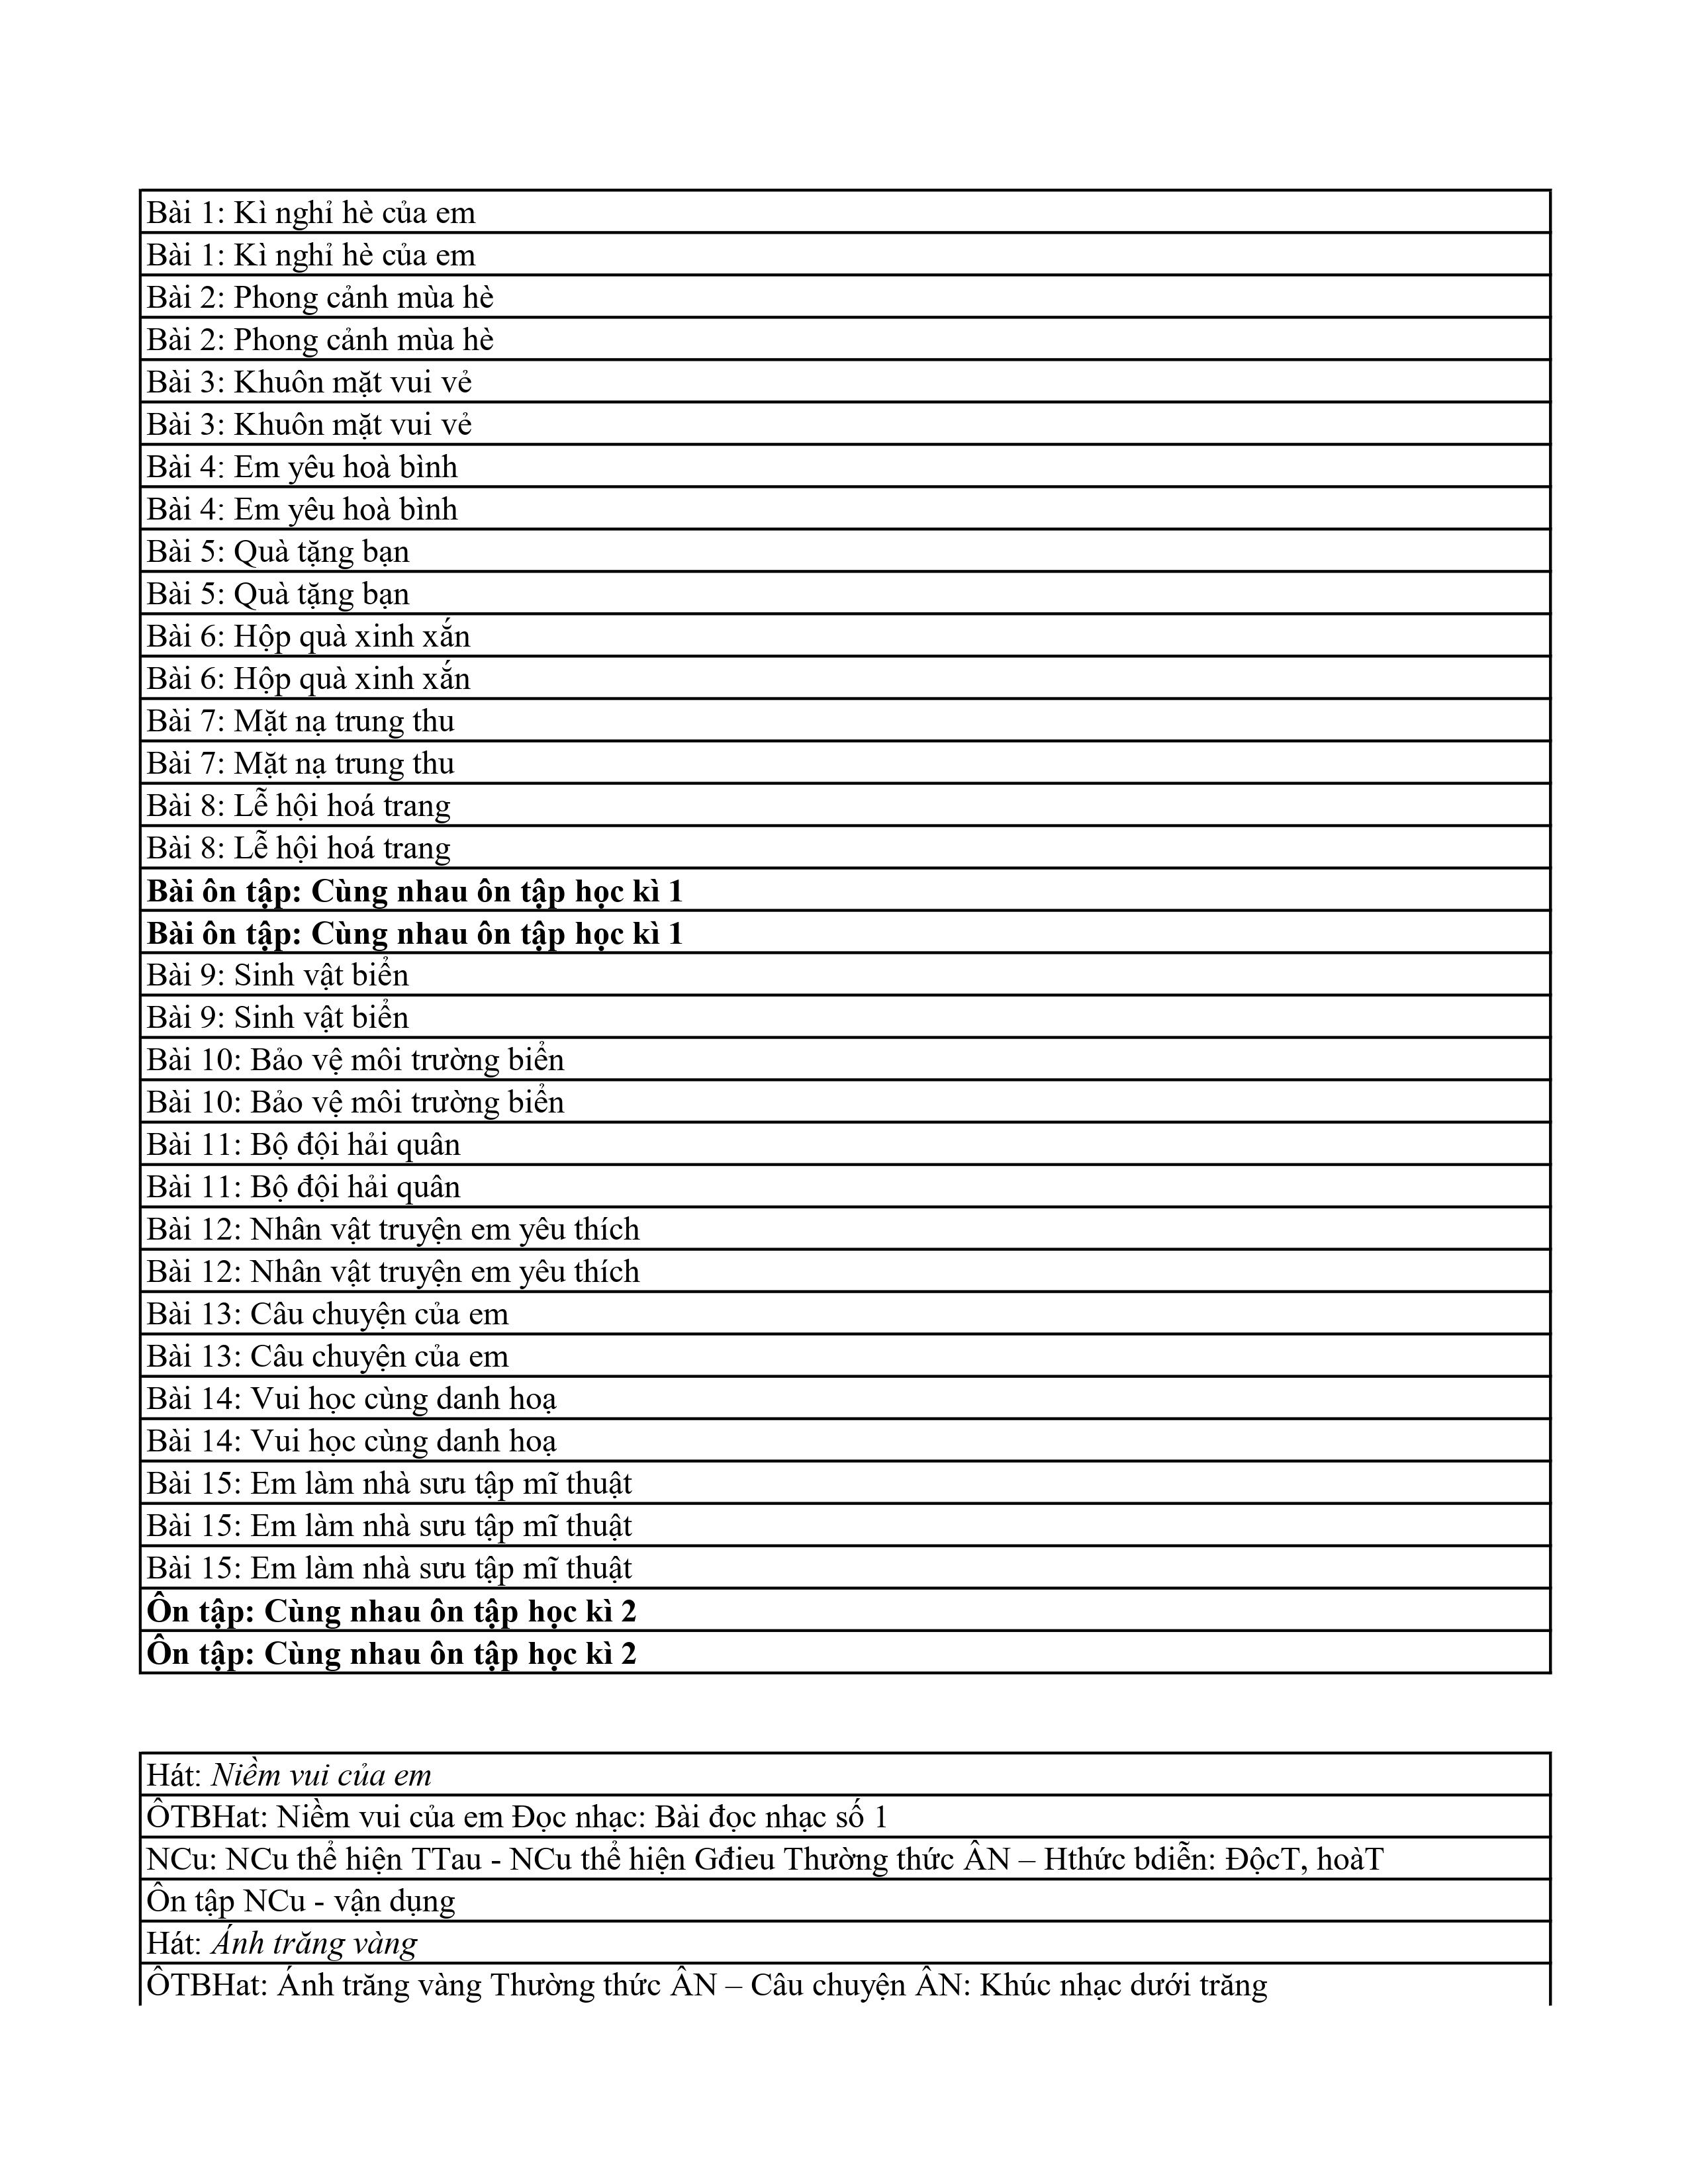 Bài 1: Kì nghỉ hè của em
Bài 1: Kì nghỉ hè của em
Bài 2: Phong cảnh mùa hè
Bài 2: Phong cảnh mùa hè
Bài 3: Khuôn mặt vui vẻ
Bài 3: Khuôn mặt vui vẻ
Bài 4: Em yêu hoà bình
Bài 4: Em yêu hoà bình
Bài 5: Quà tặng bạn
Bài 5: Quà tặng bạn
Bài 6: Hộp quà xinh xắn
Bài 6: Hộp quà xinh xắn
Bài 7: Mặt nạ trung thu
Bài 7: Mặt nạ trung thu
Bài 8: Lễ hội hoá trang
Bài 8: Lễ hội hoá trang
Bài ôn tập: Cùng nhau ôn tập học kì 1
Bài ôn tập: Cùng nhau ôn tập học kì 1
Bài 9: Sinh vật biển
Bài 9: Sinh vật biển
Bài 10: Bảo vệ môi trường biển
Bài 10: Bảo vệ môi trường biển
Bài 11: Bộ đội hải quân
Bài 11: Bộ đội hải quân
Bài 12: Nhân vật truyện em yêu thích
Bài 12: Nhân vật truyện em yêu thích
Bài 13: Câu chuyện của em
Bài 13: Câu chuyện của em
Bài 14: Vui học cùng danh hoạ
Bài 14: Vui học cùng danh hoạ
Bài 15: Em làm nhà sưu tập mĩ thuật
Bài 15: Em làm nhà sưu tập mĩ thuật
Bài 15: Em làm nhà sưu tập mĩ thuật
Ôn tập: Cùng nhau ôn tập học kì 2
Ôn tập: Cùng nhau ôn tập học kì 2
Hát: Niềm vui của em
ÔTBHat: Niềm vui của em Đọc nhạc: Bài đọc nhạc số 1
NCu: NCu thể hiện TTau - NCu thể hiện Gđieu Thường thức ÂN – Hthức bdiễn: ĐộcT, hoàT
Ôn tập NCu - vận dụng
Hát: Ánh trăng vàng
ÔTBHat: Ánh trăng vàng Thường thức ÂN – Câu chuyện ÂN: Khúc nhạc dưới trăng